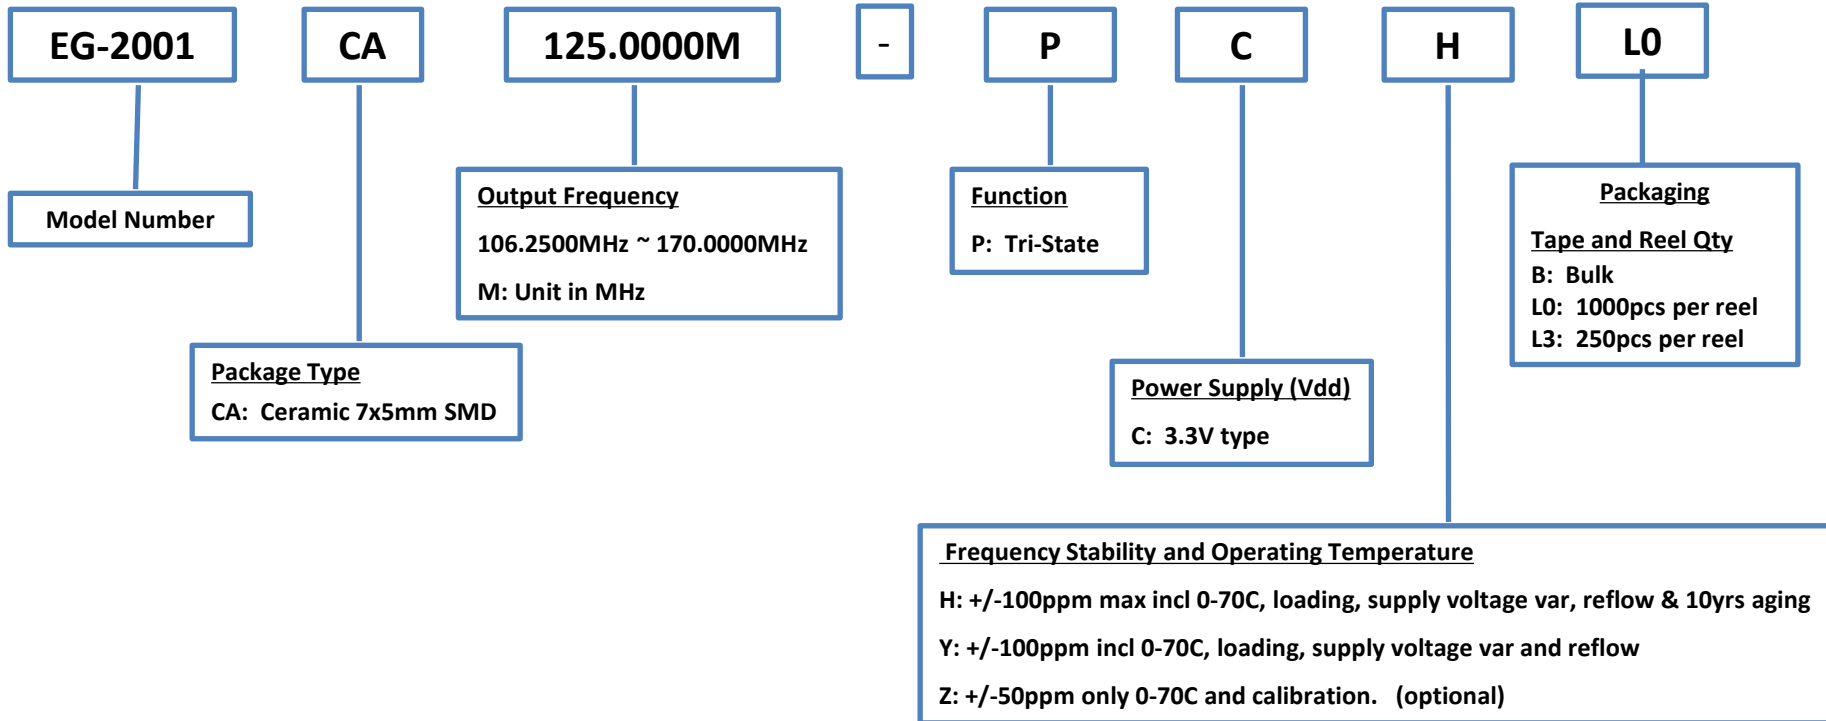 EG-2001 CA 125.0000M - P C H L0
Model Number
Output Frequency
106.2500MHz ~ 170.0000MHz
M: Unit in MHz
Function
P: Tri-State
Packaging
Tape and Reel Qty
B: Bulk
L0: 1000pcs per reel
L3: 250pcs per reel
Package Type
CA: Ceramic 7x5mm SMD
Power Supply (Vdd)
C: 3.3V type
Frequency Stability and Operating Temperature
H: +/-100ppm max incl 0-70C, loading, supply voltage var, reflow & 10yrs aging
Y: +/-100ppm incl 0-70C, loading, supply voltage var and reflow
Z: +/-50ppm only 0-70C and calibration. (optional)